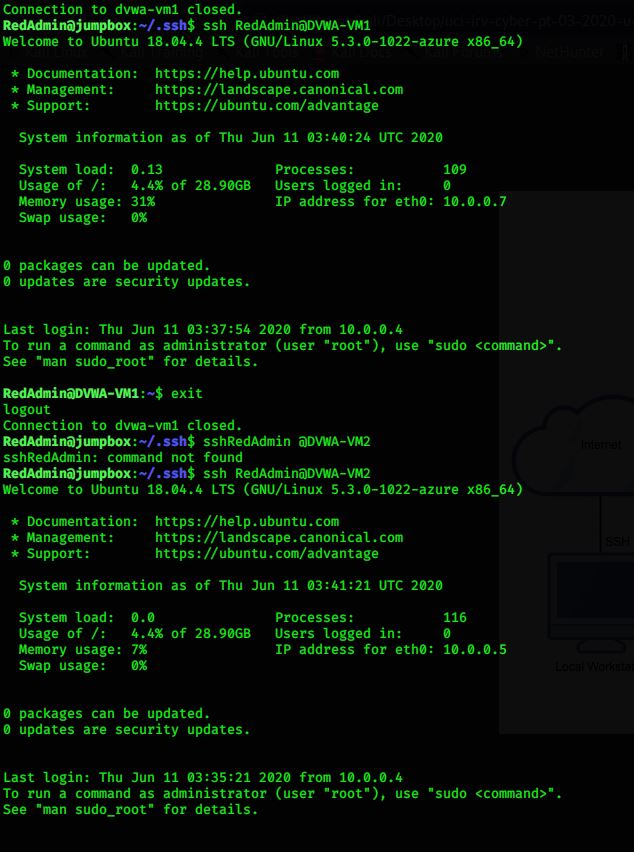 Connection to dvwa-vm1 closed.
RedAdmin@jumpbox:~/.ssh$ ssh RedAdmin@DVWA-VM1
Welcome to Ubuntu 18.04.4 LTS (GNU/Linux 5.3.0-1022-azure x86_64)
* Documentation:  https://help.ubuntu.com
* Management:     https://landscape.canonical.com
* Support:        https://ubuntu.com/advantage
System information as of Thu Jun 11 03:40:24 UTC 2020
System load:  0.13              Processes:           109
Usage of /:   4.4% of 28.90GB   Users logged in:     0
Memory usage: 31%               IP address for eth0: 10.0.0.7
Swap usage:   0%
0 packages can be updated.
0 updates are security updates.
Last login: Thu Jun 11 03:37:54 2020 from 10.0.0.4
To run a command as administrator (user "root"), use "sudo <command>".
See "man sudo_root" for details.
RedAdmin@DVWA-VM1:~$ exit
logout
Connection to dvwa-vm1 closed.
RedAdmin@jumpbox:~/.ssh$ sshRedAdmin @DVWA-VM2
sshRedAdmin: command not found
RedAdmin@jumpbox:~/.ssh$ ssh RedAdmin@DVWA-VM2
Welcome to Ubuntu 18.04.4 LTS (GNU/Linux 5.3.0-1022-azure x86_64)
* Documentation:  https://help.ubuntu.com
* Management:     https://landscape.canonical.com
* Support:        https://ubuntu.com/advantage
System information as of Thu Jun 11 03:41:21 UTC 2020
System load:  0.0               Processes:           116
Usage of /:   4.4% of 28.90GB   Users logged in:     0
Memory usage: 7%                IP address for eth0: 10.0.0.5
Swap usage:   0%
0 packages can be updated.
0 updates are security updates.
Last login: Thu Jun 11 03:35:21 2020 from 10.0.0.4
To run a command as administrator (user "root"), use "sudo <command>".
See "man sudo_root" for details.
Internet
SSH
Local Worksta